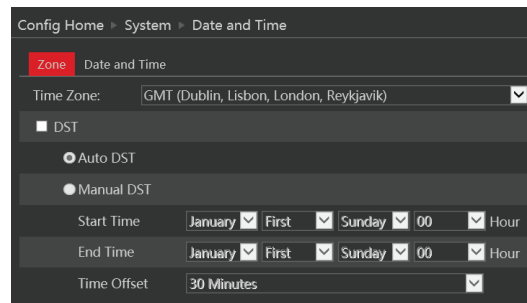 Config Home ▸ System ▸ Date and Time
Zone Date and Time
Time Zone: GMT (Dublin, Lisbon, London, Reykjavik)
DST
Auto DST
Manual DST
Start Time January First Sunday 00 Hour
End Time January First Sunday 00 Hour
Time Offset 30 Minutes